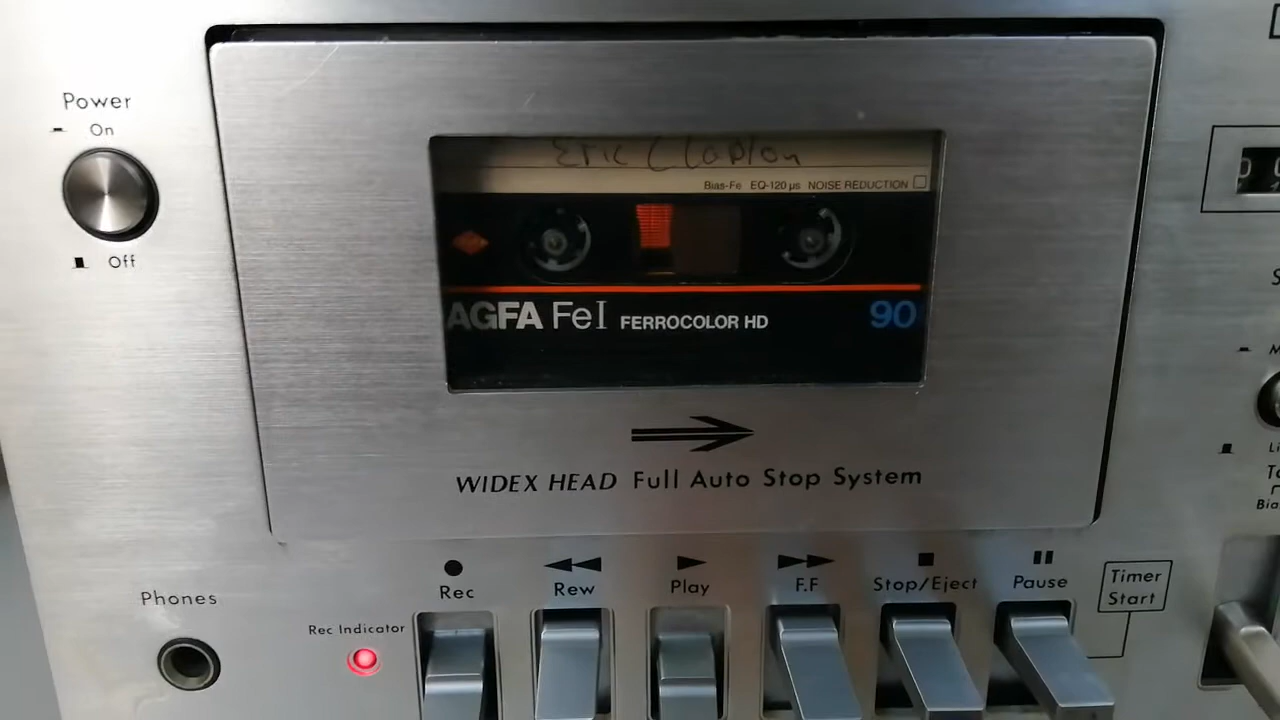 Power
On
Off
Eric Clapton
Bias-Fe EQ-120 µs NOISE REDUCTION
AGFA FeI FERROCOLOR HD 90
WIDEX HEAD Full Auto Stop System
Rec
Rew
Play
F.F
Stop/Eject
Pause
Timer
Start
Phones
Rec Indicator